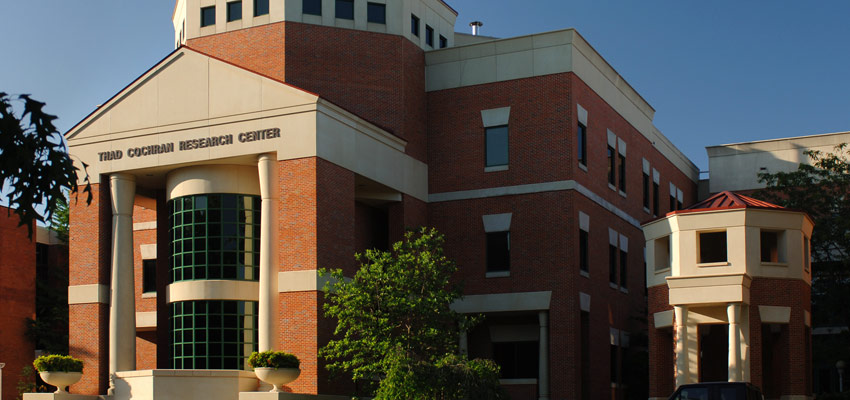 THAD COCHRAN RESEARCH CENTER